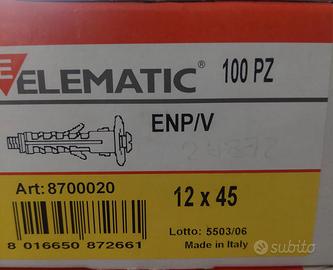 ELEMATIC® 100 PZ
ENP/V
Art: 8700020
12 x 45
Lotto: 5503/06
8 016650 872661
Made in Italy
subito